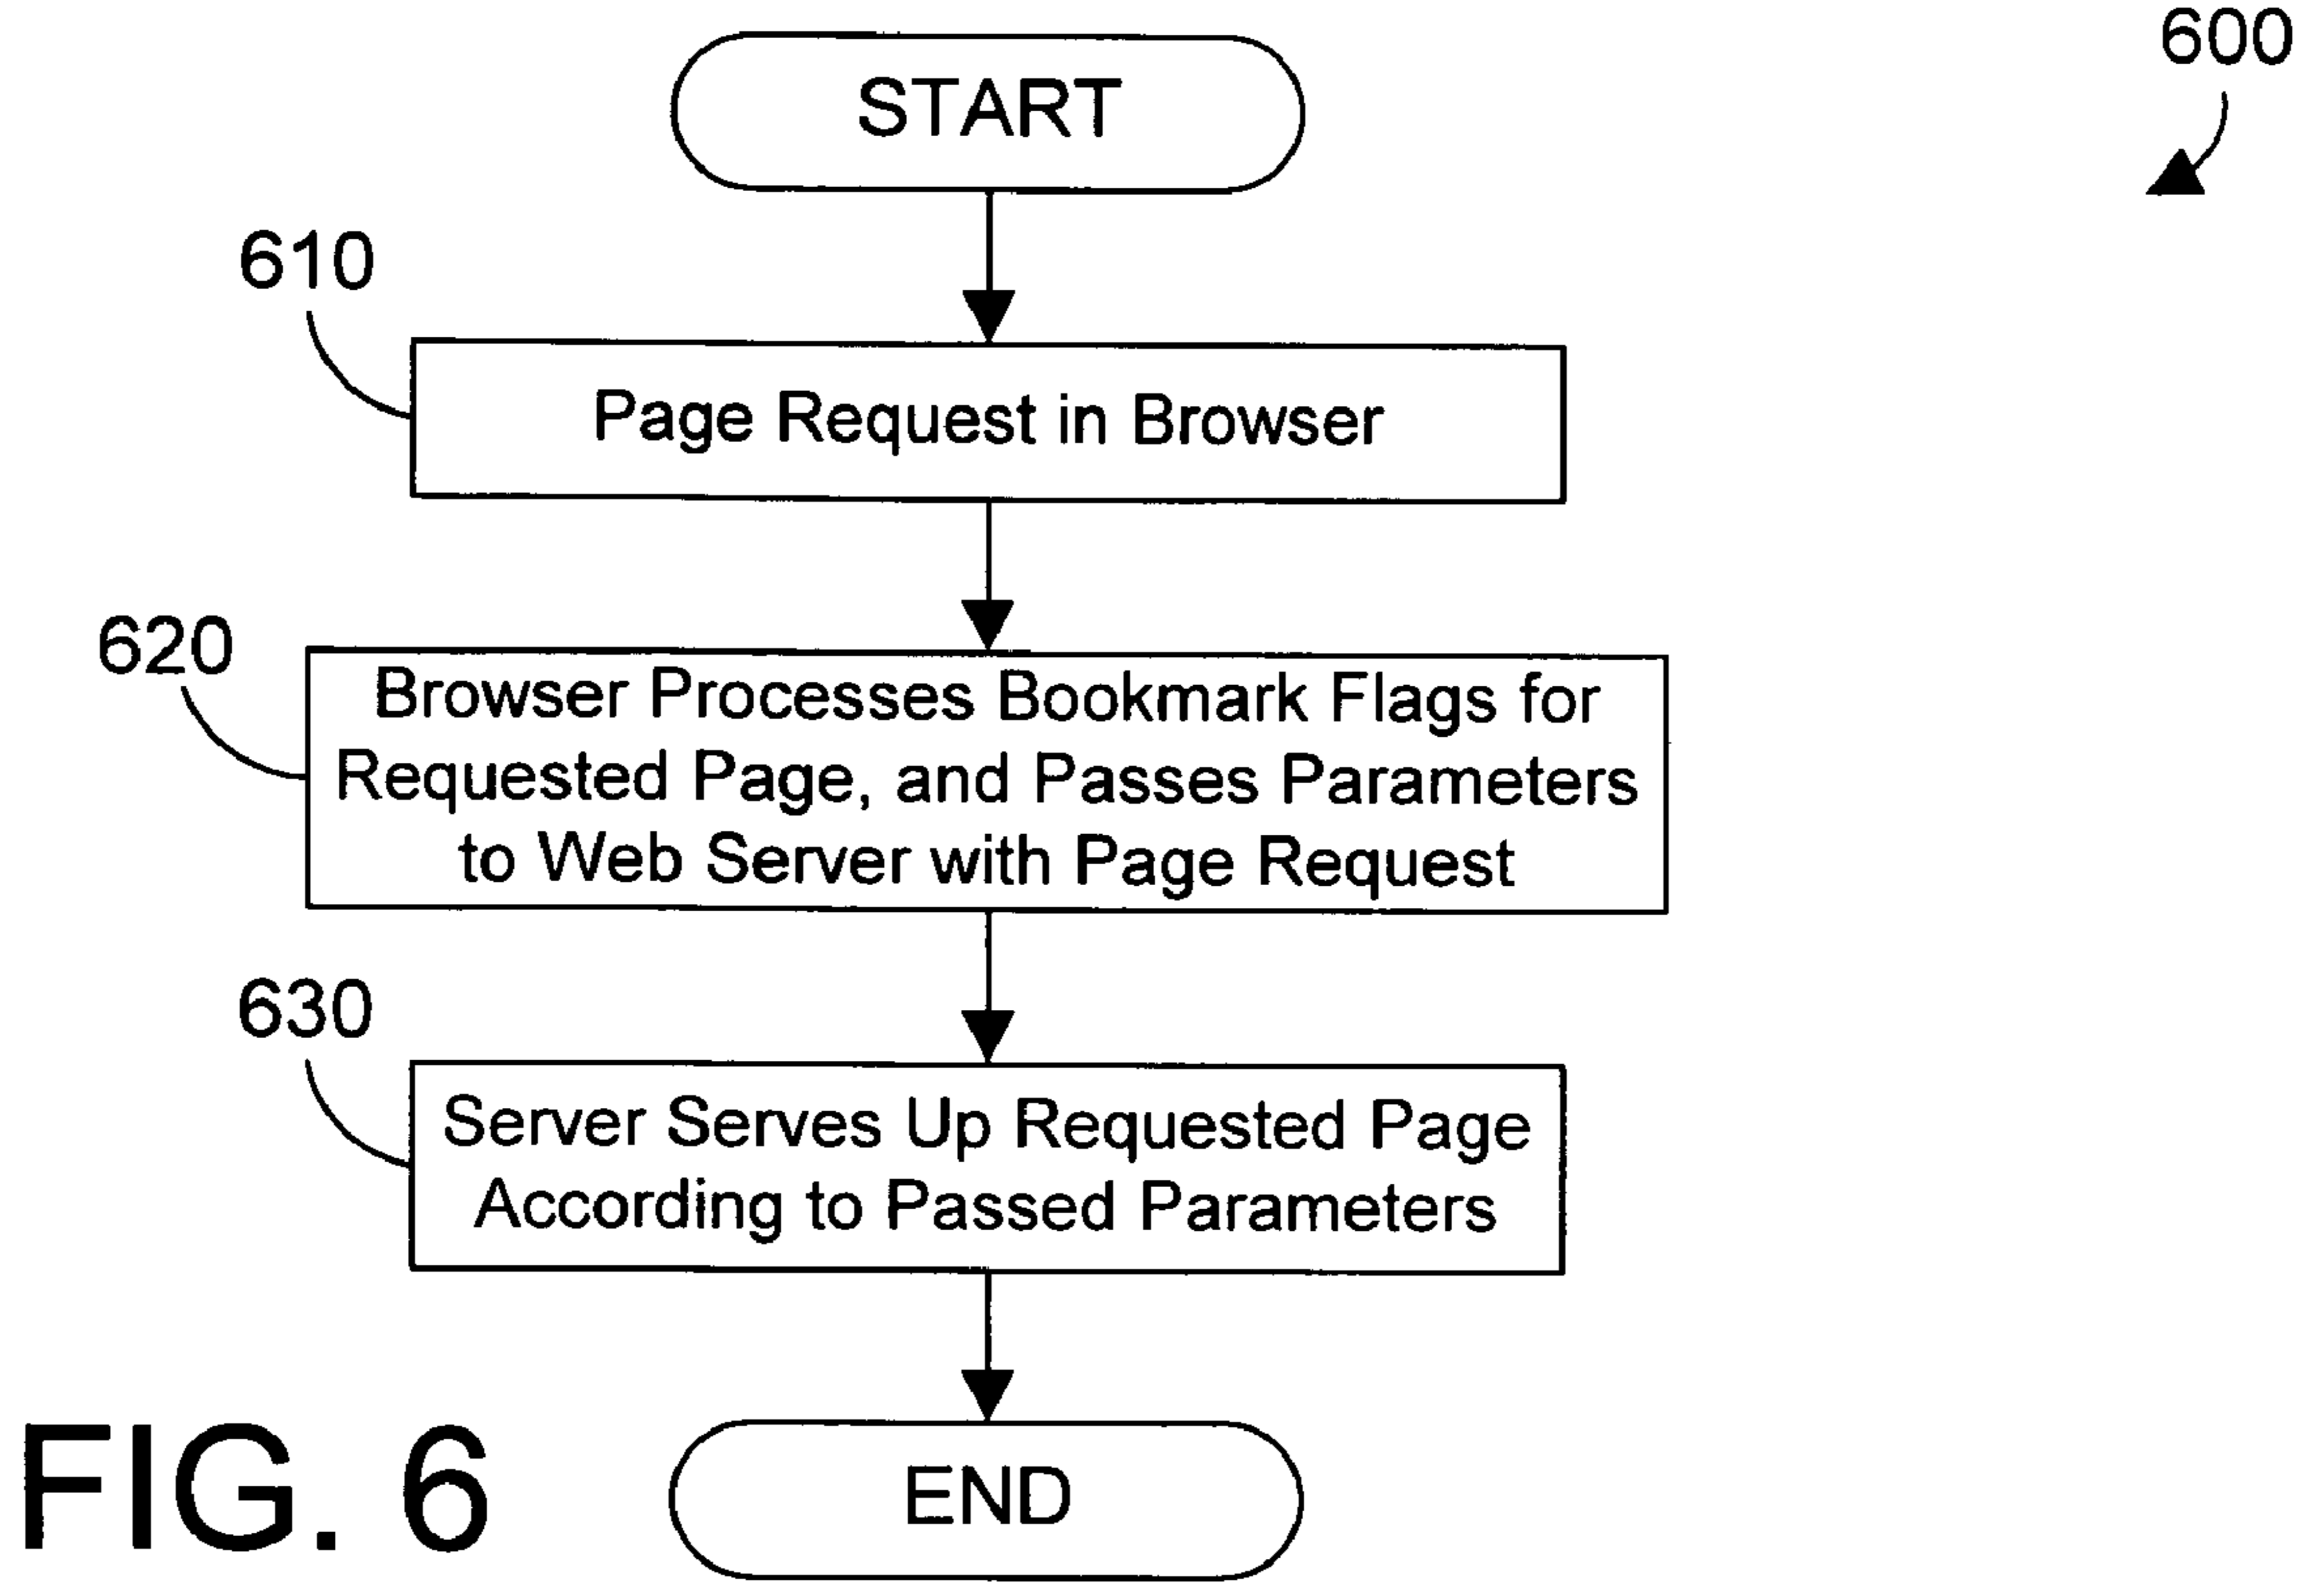 600
START
610
Page Request in Browser
620
Browser Processes Bookmark Flags for
Requested Page, and Passes Parameters
to Web Server with Page Request
630
Server Serves Up Requested Page
According to Passed Parameters
END
FIG. 6